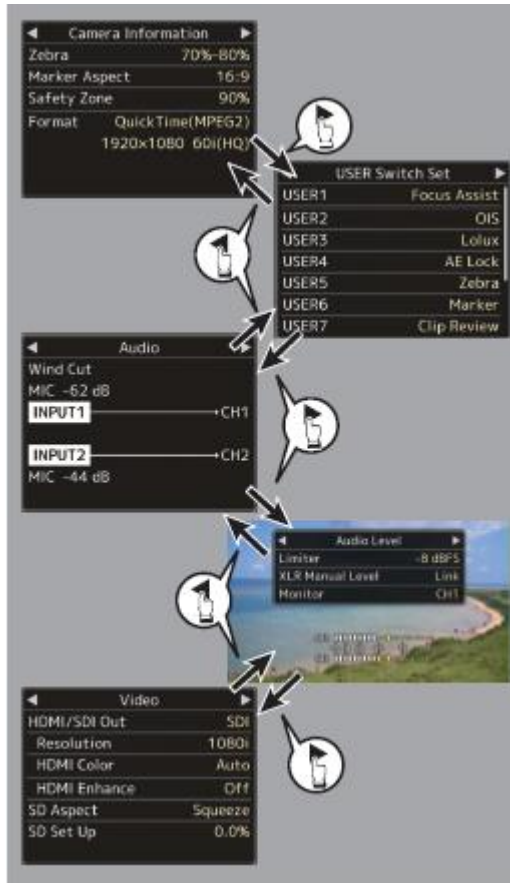 Camera Information
Zebra 70%-80%
Marker Aspect 16:9
Safety Zone 90%
Format QuickTime(MPEG2)
1920×1080 60i(HQ)
USER Switch Set
USER1 Focus Assist
USER2 OIS
USER3 Lolux
USER4 AE Lock
USER5 Zebra
USER6 Marker
USER7 Clip Review
Audio
Wind Cut
MIC -62 dB
INPUT1 CH1
INPUT2 CH2
MIC -44 dB
Audio Level
Limiter -8 dBFS
XLR Manual Level Link
Monitor CH1
Video
HDMI/SDI Out SDI
Resolution 1080i
HDMI Color Auto
HDMI Enhance Off
SD Aspect Squeeze
SD Set Up 0.0%